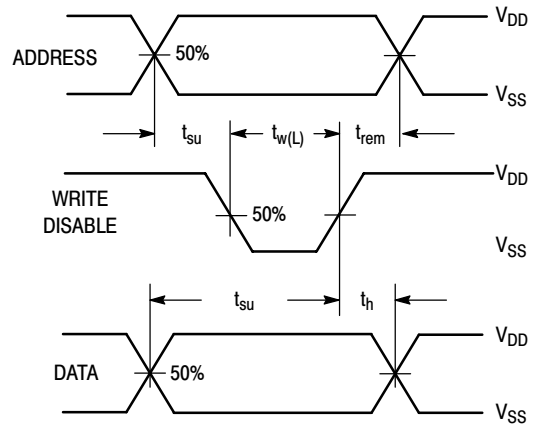 V_DD
ADDRESS
50%
V_SS
t_su t_w(L) t_rem
V_DD
WRITE
DISABLE
50%
V_SS
t_su t_h
V_DD
DATA
50%
V_SS